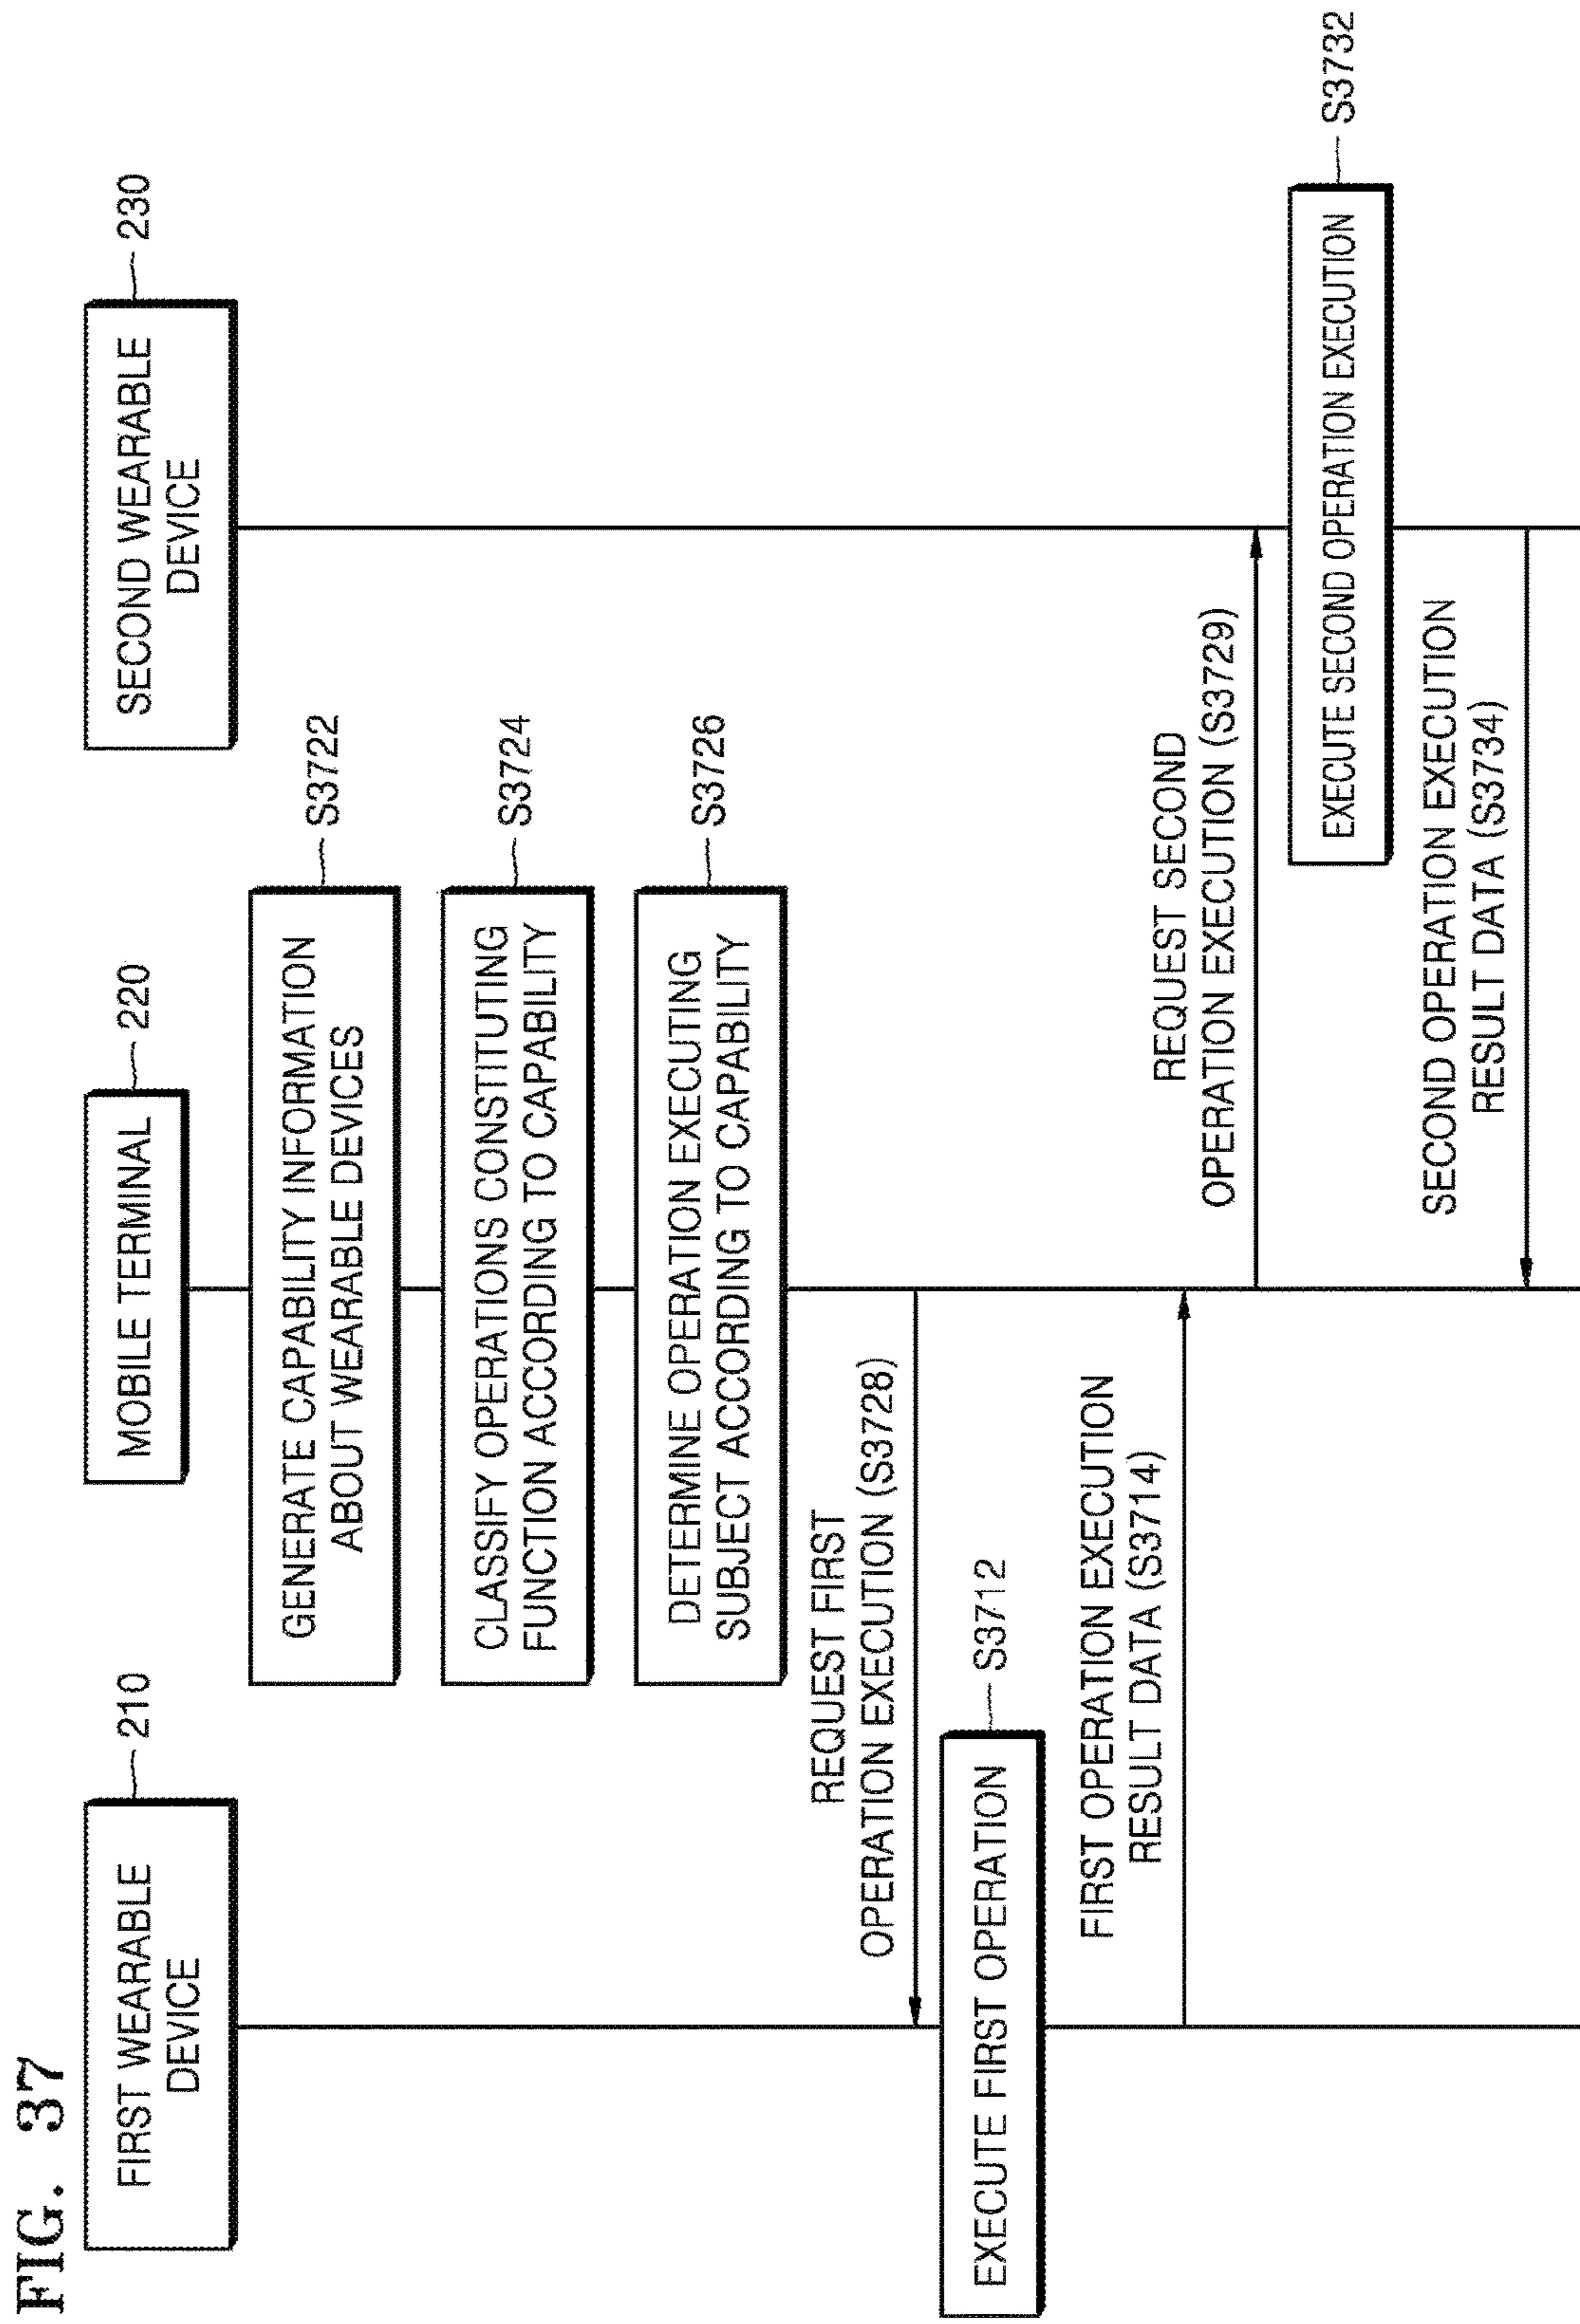 FIG. 37
FIRST WEARABLE
DEVICE
210
MOBILE TERMINAL
220
SECOND WEARABLE
DEVICE
230
GENERATE CAPABILITY INFORMATION
ABOUT WEARABLE DEVICES
S3722
CLASSIFY OPERATIONS CONSTITUTING
FUNCTION ACCORDING TO CAPABILITY
S3724
DETERMINE OPERATION EXECUTING
SUBJECT ACCORDING TO CAPABILITY
S3726
REQUEST FIRST
OPERATION EXECUTION (S3728)
EXECUTE FIRST OPERATION
S3712
FIRST OPERATION EXECUTION
RESULT DATA (S3714)
REQUEST SECOND
OPERATION EXECUTION (S3729)
EXECUTE SECOND OPERATION EXECUTION
S3732
SECOND OPERATION EXECUTION
RESULT DATA (S3734)